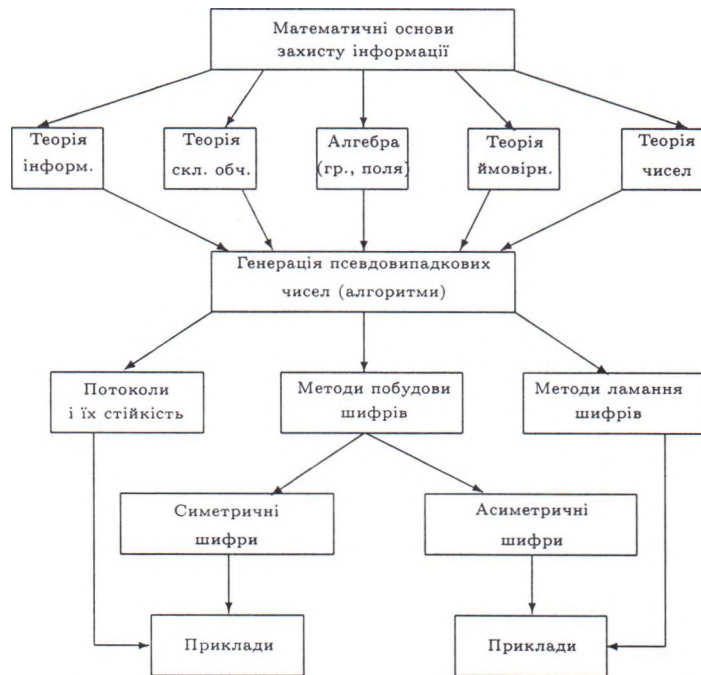 Математичні основи
захисту інформації
Теорія
інформ.
Теорія
скл. обч.
Алгебра
(гр., поля)
Теорія
ймовірн.
Теорія
чисел
Генерація псевдовипадкових
чисел (алгоритми)
Потоколи
і їх стійкість
Методи побудови
шифрів
Методи ламання
шифрів
Симетричні
шифри
Асиметричні
шифри
Приклади
Приклади